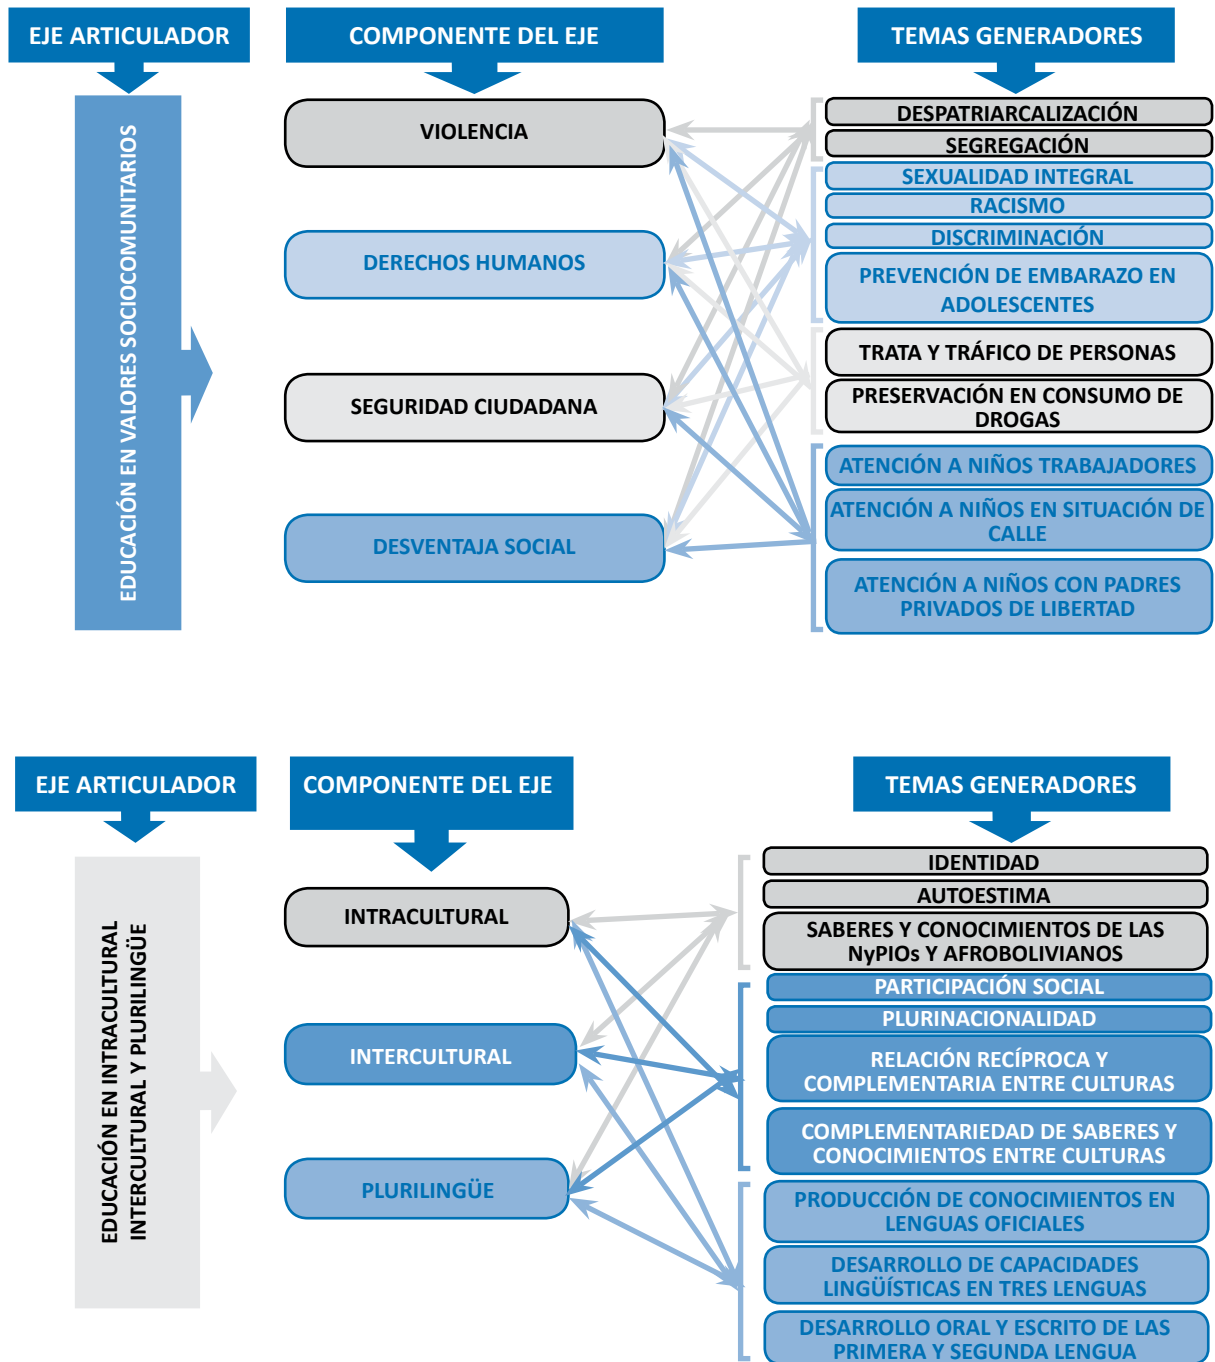 EJE ARTICULADOR
COMPONENTE DEL EJE
TEMAS GENERADORES
EDUCACIÓN EN VALORES SOCIOCOMUNITARIOS
VIOLENCIA
DERECHOS HUMANOS
SEGURIDAD CIUDADANA
DESVENTAJA SOCIAL
DESPATRIARCALIZACIÓN
SEGREGACIÓN
SEXUALIDAD INTEGRAL
RACISMO
DISCRIMINACIÓN
PREVENCIÓN DE EMBARAZO EN
ADOLESCENTES
TRATA Y TRÁFICO DE PERSONAS
PRESERVACIÓN EN CONSUMO DE
DROGAS
ATENCIÓN A NIÑOS TRABAJADORES
ATENCIÓN A NIÑOS EN SITUACIÓN DE
CALLE
ATENCIÓN A NIÑOS CON PADRES
PRIVADOS DE LIBERTAD
EJE ARTICULADOR
COMPONENTE DEL EJE
TEMAS GENERADORES
EDUCACIÓN EN INTRACULTURAL
INTERCULTURAL Y PLURILINGÜE
INTRACULTURAL
INTERCULTURAL
PLURILINGÜE
IDENTIDAD
AUTOESTIMA
SABERES Y CONOCIMIENTOS DE LAS
NyPIOs Y AFROBOLIVIANOS
PARTICIPACIÓN SOCIAL
PLURINACIONALIDAD
RELACIÓN RECÍPROCA Y
COMPLEMENTARIA ENTRE CULTURAS
COMPLEMENTARIEDAD DE SABERES Y
CONOCIMIENTOS ENTRE CULTURAS
PRODUCCIÓN DE CONOCIMIENTOS EN
LENGUAS OFICIALES
DESARROLLO DE CAPACIDADES
LINGÜÍSTICAS EN TRES LENGUAS
DESARROLLO ORAL Y ESCRITO DE LAS
PRIMERA Y SEGUNDA LENGUA